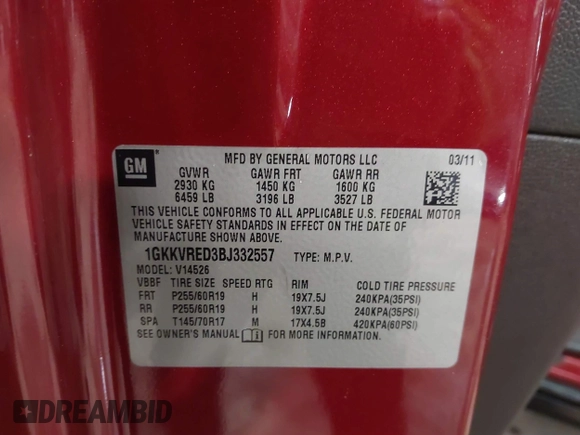 GM
MFD BY GENERAL MOTORS LLC 03/11
GVWR GAWR FRT GAWR RR
2930 KG 1450 KG 1600 KG
6459 LB 3196 LB 3527 LB
THIS VEHICLE CONFORMS TO ALL APPLICABLE U.S. FEDERAL MOTOR
VEHICLE SAFETY STANDARDS IN EFFECT ON THE DATE OF
MANUFACTURE SHOWN ABOVE.
1GKKVRED3BJ332557 TYPE: M.P.V.
MODEL: V14526
VBBF TIRE SIZE SPEED RTG RIM COLD TIRE PRESSURE
FRT P255/60R19 H 19X7.5J 240KPA(35PSI)
RR P255/60R19 H 19X7.5J 240KPA(35PSI)
SPA T145/70R17 M 17X4.5B 420KPA(60PSI)
SEE OWNER'S MANUAL FOR MORE INFORMATION.
DREAMBID